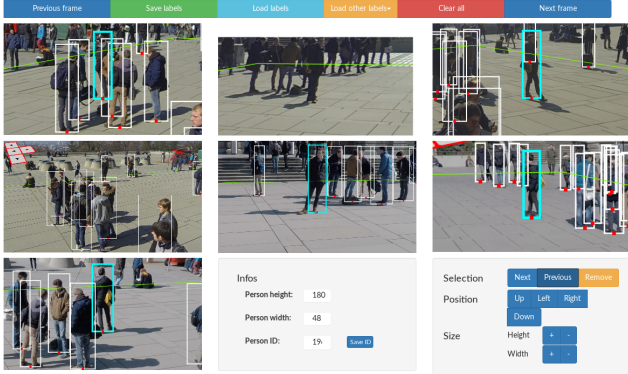 Previous frame
Save labels
Load labels
Load other labels
Clear all
Next frame
Infos
Person height: 180
Person width: 48
Person ID: 19 Save ID
Selection Next Previous Remove
Position Up Left Right
Down
Size Height + -
Width + -